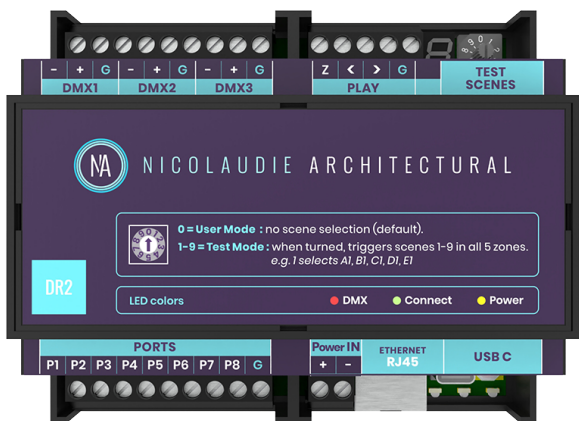 - + G - + G - + G
DMX1 DMX2 DMX3
Z < > G
PLAY
TEST
SCENES
NA NICOLAUDIE ARCHITECTURAL
0 = User Mode : no scene selection (default).
1-9 = Test Mode : when turned, triggers scenes 1-9 in all 5 zones.
e.g. 1 selects A1, B1, C1, D1, E1
DR2
LED colors DMX Connect Power
PORTS
P1 P2 P3 P4 P5 P6 P7 P8 G
Power IN
+ -
ETHERNET
RJ45
USB C